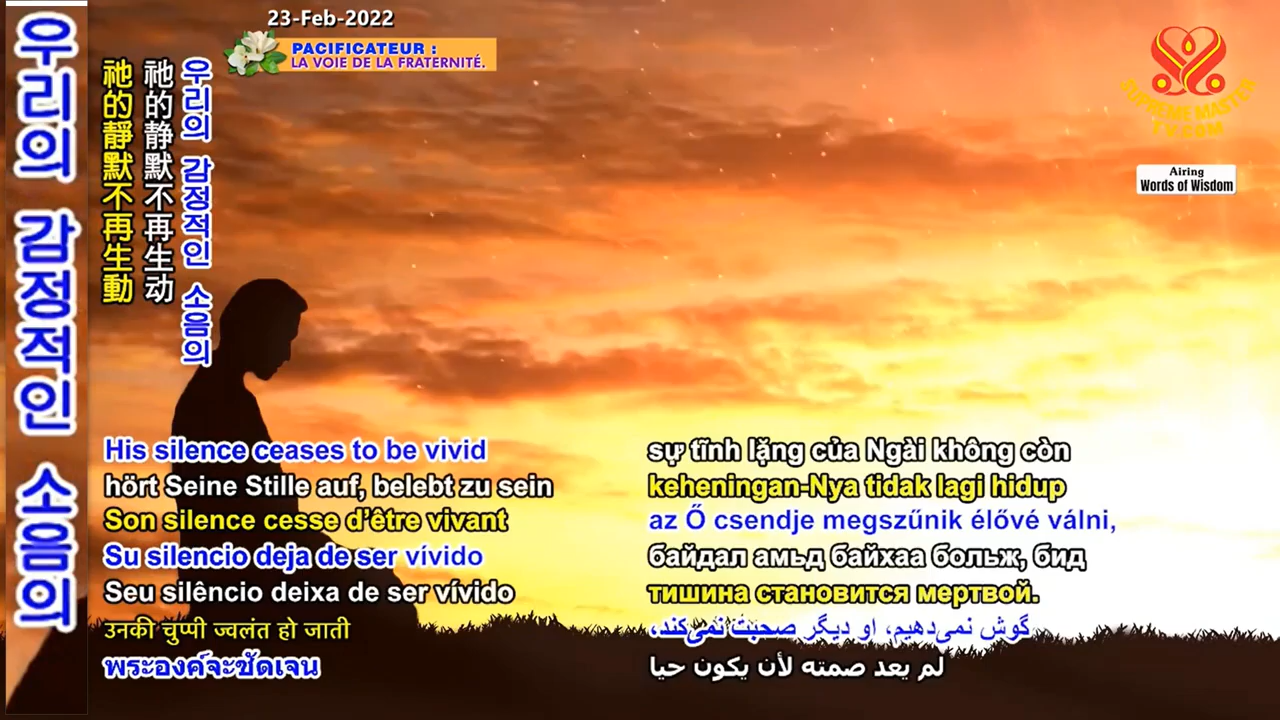 23-Feb-2022
PACIFICATEUR :
LA VOIE DE LA FRATERNITÉ.
SUPREME MASTER
TV.COM
Airing
Words of Wisdom
우리의 감정적인 소음의
祂的靜默不再生動
祂的静默不再生动
우리의 감정적인 소음의
His silence ceases to be vivid
hört Seine Stille auf, belebt zu sein
Son silence cesse d'être vivant
Su silencio deja de ser vívido
Seu silêncio deixa de ser vívido
उनकी चुप्पी ज्वलंत हो जाती
พระองค์จะชัดเจน
sự tĩnh lặng của Ngài không còn
keheningan-Nya tidak lagi hidup
az Ő csendje megszűnik élővé válni,
байдал амьд байхаа больж, бид
тишина становится мертвой.
گوش نمی‌دهیم، او دیگر صحبت نمی‌کند،
لم يعد صمته لأن يكون حيا